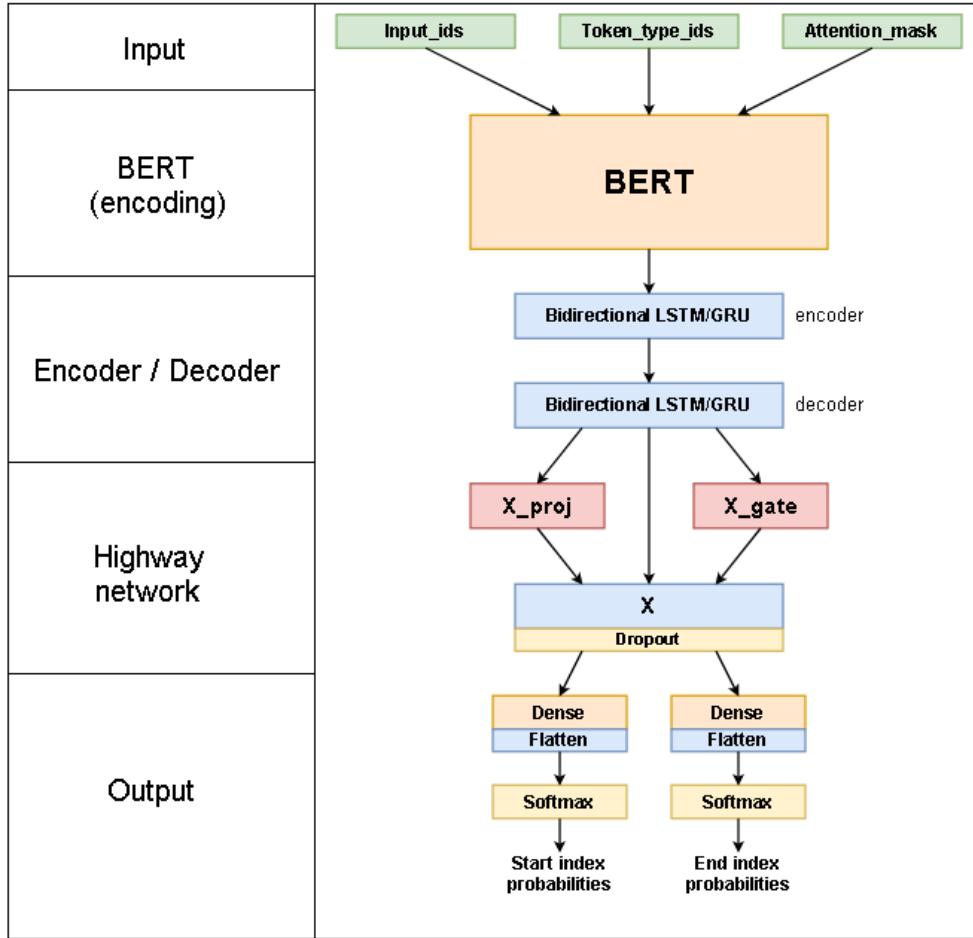 Input
Input_ids
Token_type_ids
Attention_mask
BERT
(encoding)
BERT
Encoder / Decoder
Bidirectional LSTM/GRU
encoder
Bidirectional LSTM/GRU
decoder
Highway
network
X_proj
X_gate
X
Dropout
Output
Dense
Flatten
Softmax
Start index
probabilities
Dense
Flatten
Softmax
End index
probabilities